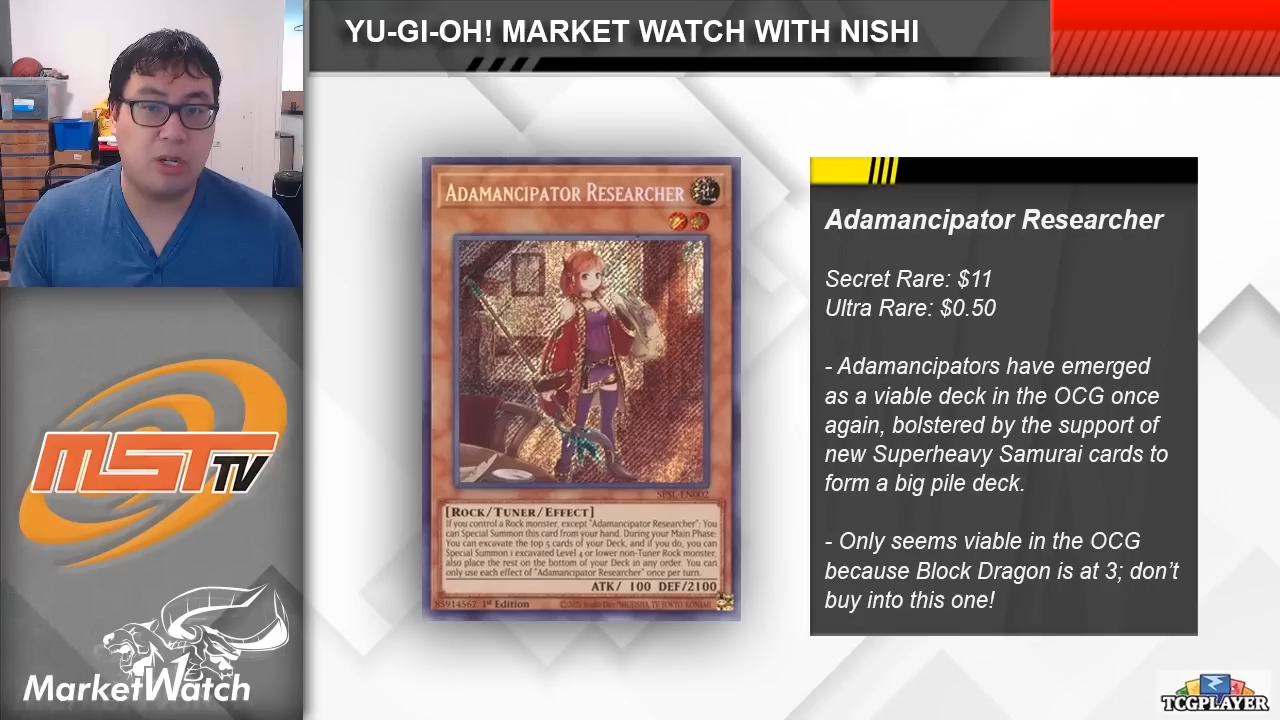 YU-GI-OH! MARKET WATCH WITH NISHI
ADAMANCIPATOR RESEARCHER
SESL-EN002
[ROCK/TUNER/EFFECT]
If you control a Rock monster, except "Adamancipator Researcher": You
can Special Summon this card from your hand. During your Main Phase:
You can excavate the top 5 cards of your Deck, and if you do, you can
Special Summon 1 excavated Level 4 or lower non-Tuner Rock monster,
also place the rest on the bottom of your Deck in any order. You can
only use each effect of "Adamancipator Researcher" once per turn.
ATK/ 100 DEF/2100
85914562 1st Edition
Adamancipator Researcher
Secret Rare: $11
Ultra Rare: $0.50
- Adamancipators have emerged
as a viable deck in the OCG once
again, bolstered by the support of
new Superheavy Samurai cards to
form a big pile deck.
- Only seems viable in the OCG
because Block Dragon is at 3; don't
buy into this one!
MST TV
MarketWatch
TCGPLAYER